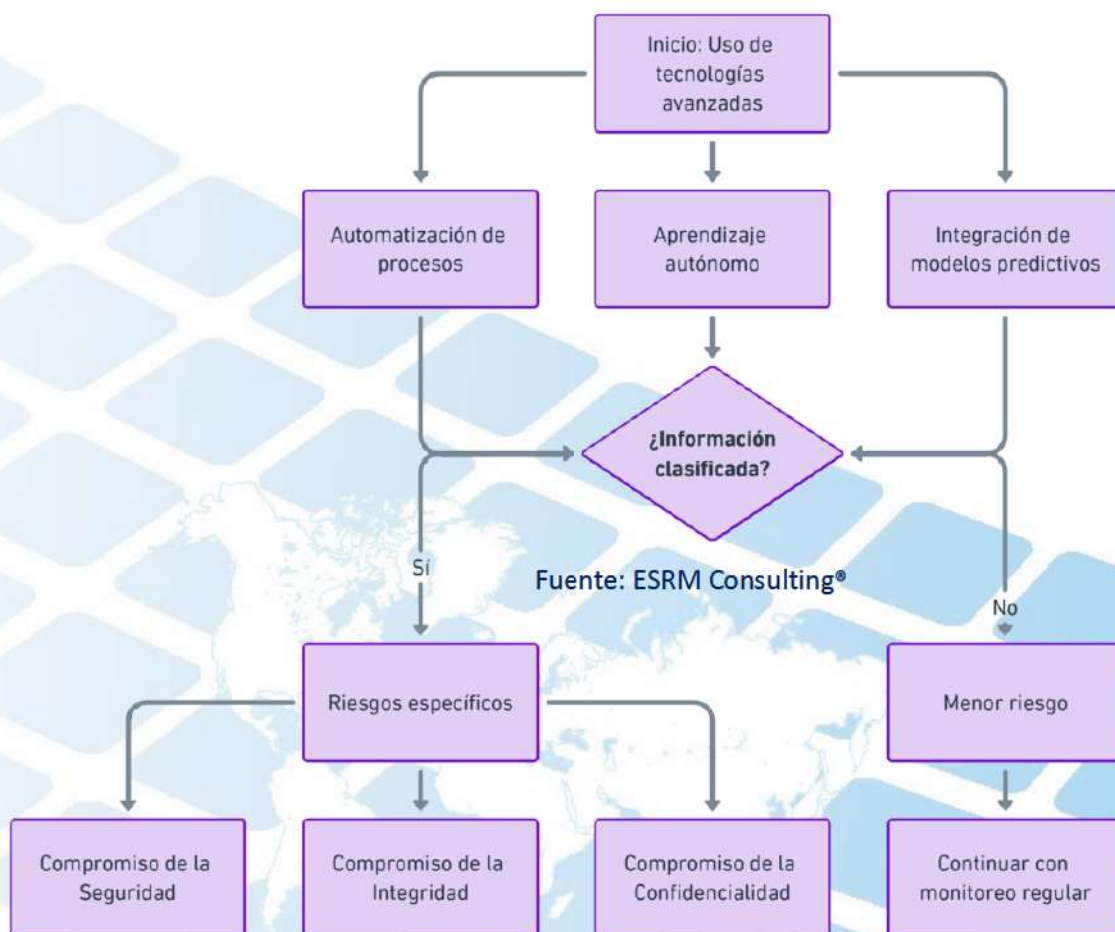 Inicio: Uso de
tecnologías
avanzadas
Automatización de
procesos
Aprendizaje
autónomo
Integración de
modelos predictivos
¿Información
clasificada?
Fuente: ESRM Consulting®
Sí
No
Riesgos específicos
Menor riesgo
Compromiso de la
Seguridad
Compromiso de la
Integridad
Compromiso de la
Confidencialidad
Continuar con
monitoreo regular